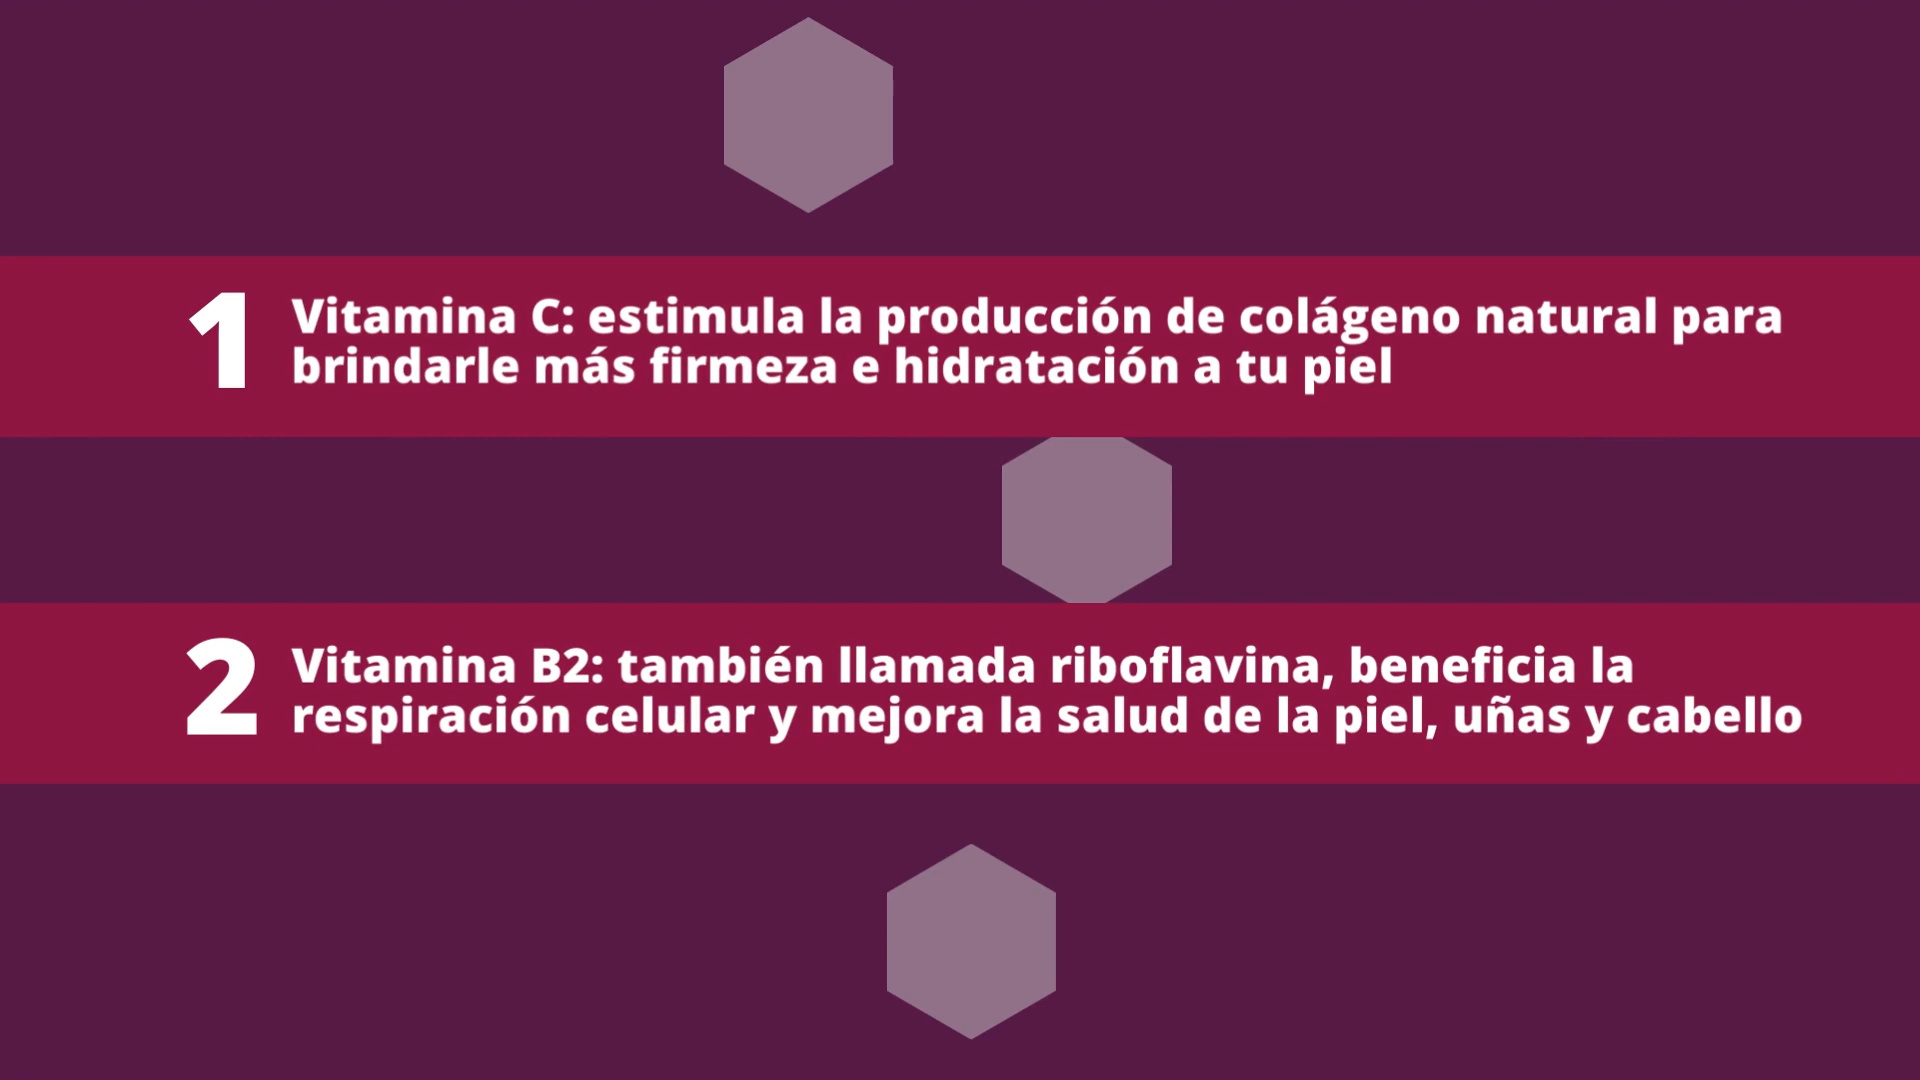 1
Vitamina C: estimula la producción de colágeno natural para
brindarle más firmeza e hidratación a tu piel
2
Vitamina B2: también llamada riboflavina, beneficia la
respiración celular y mejora la salud de la piel, uñas y cabello